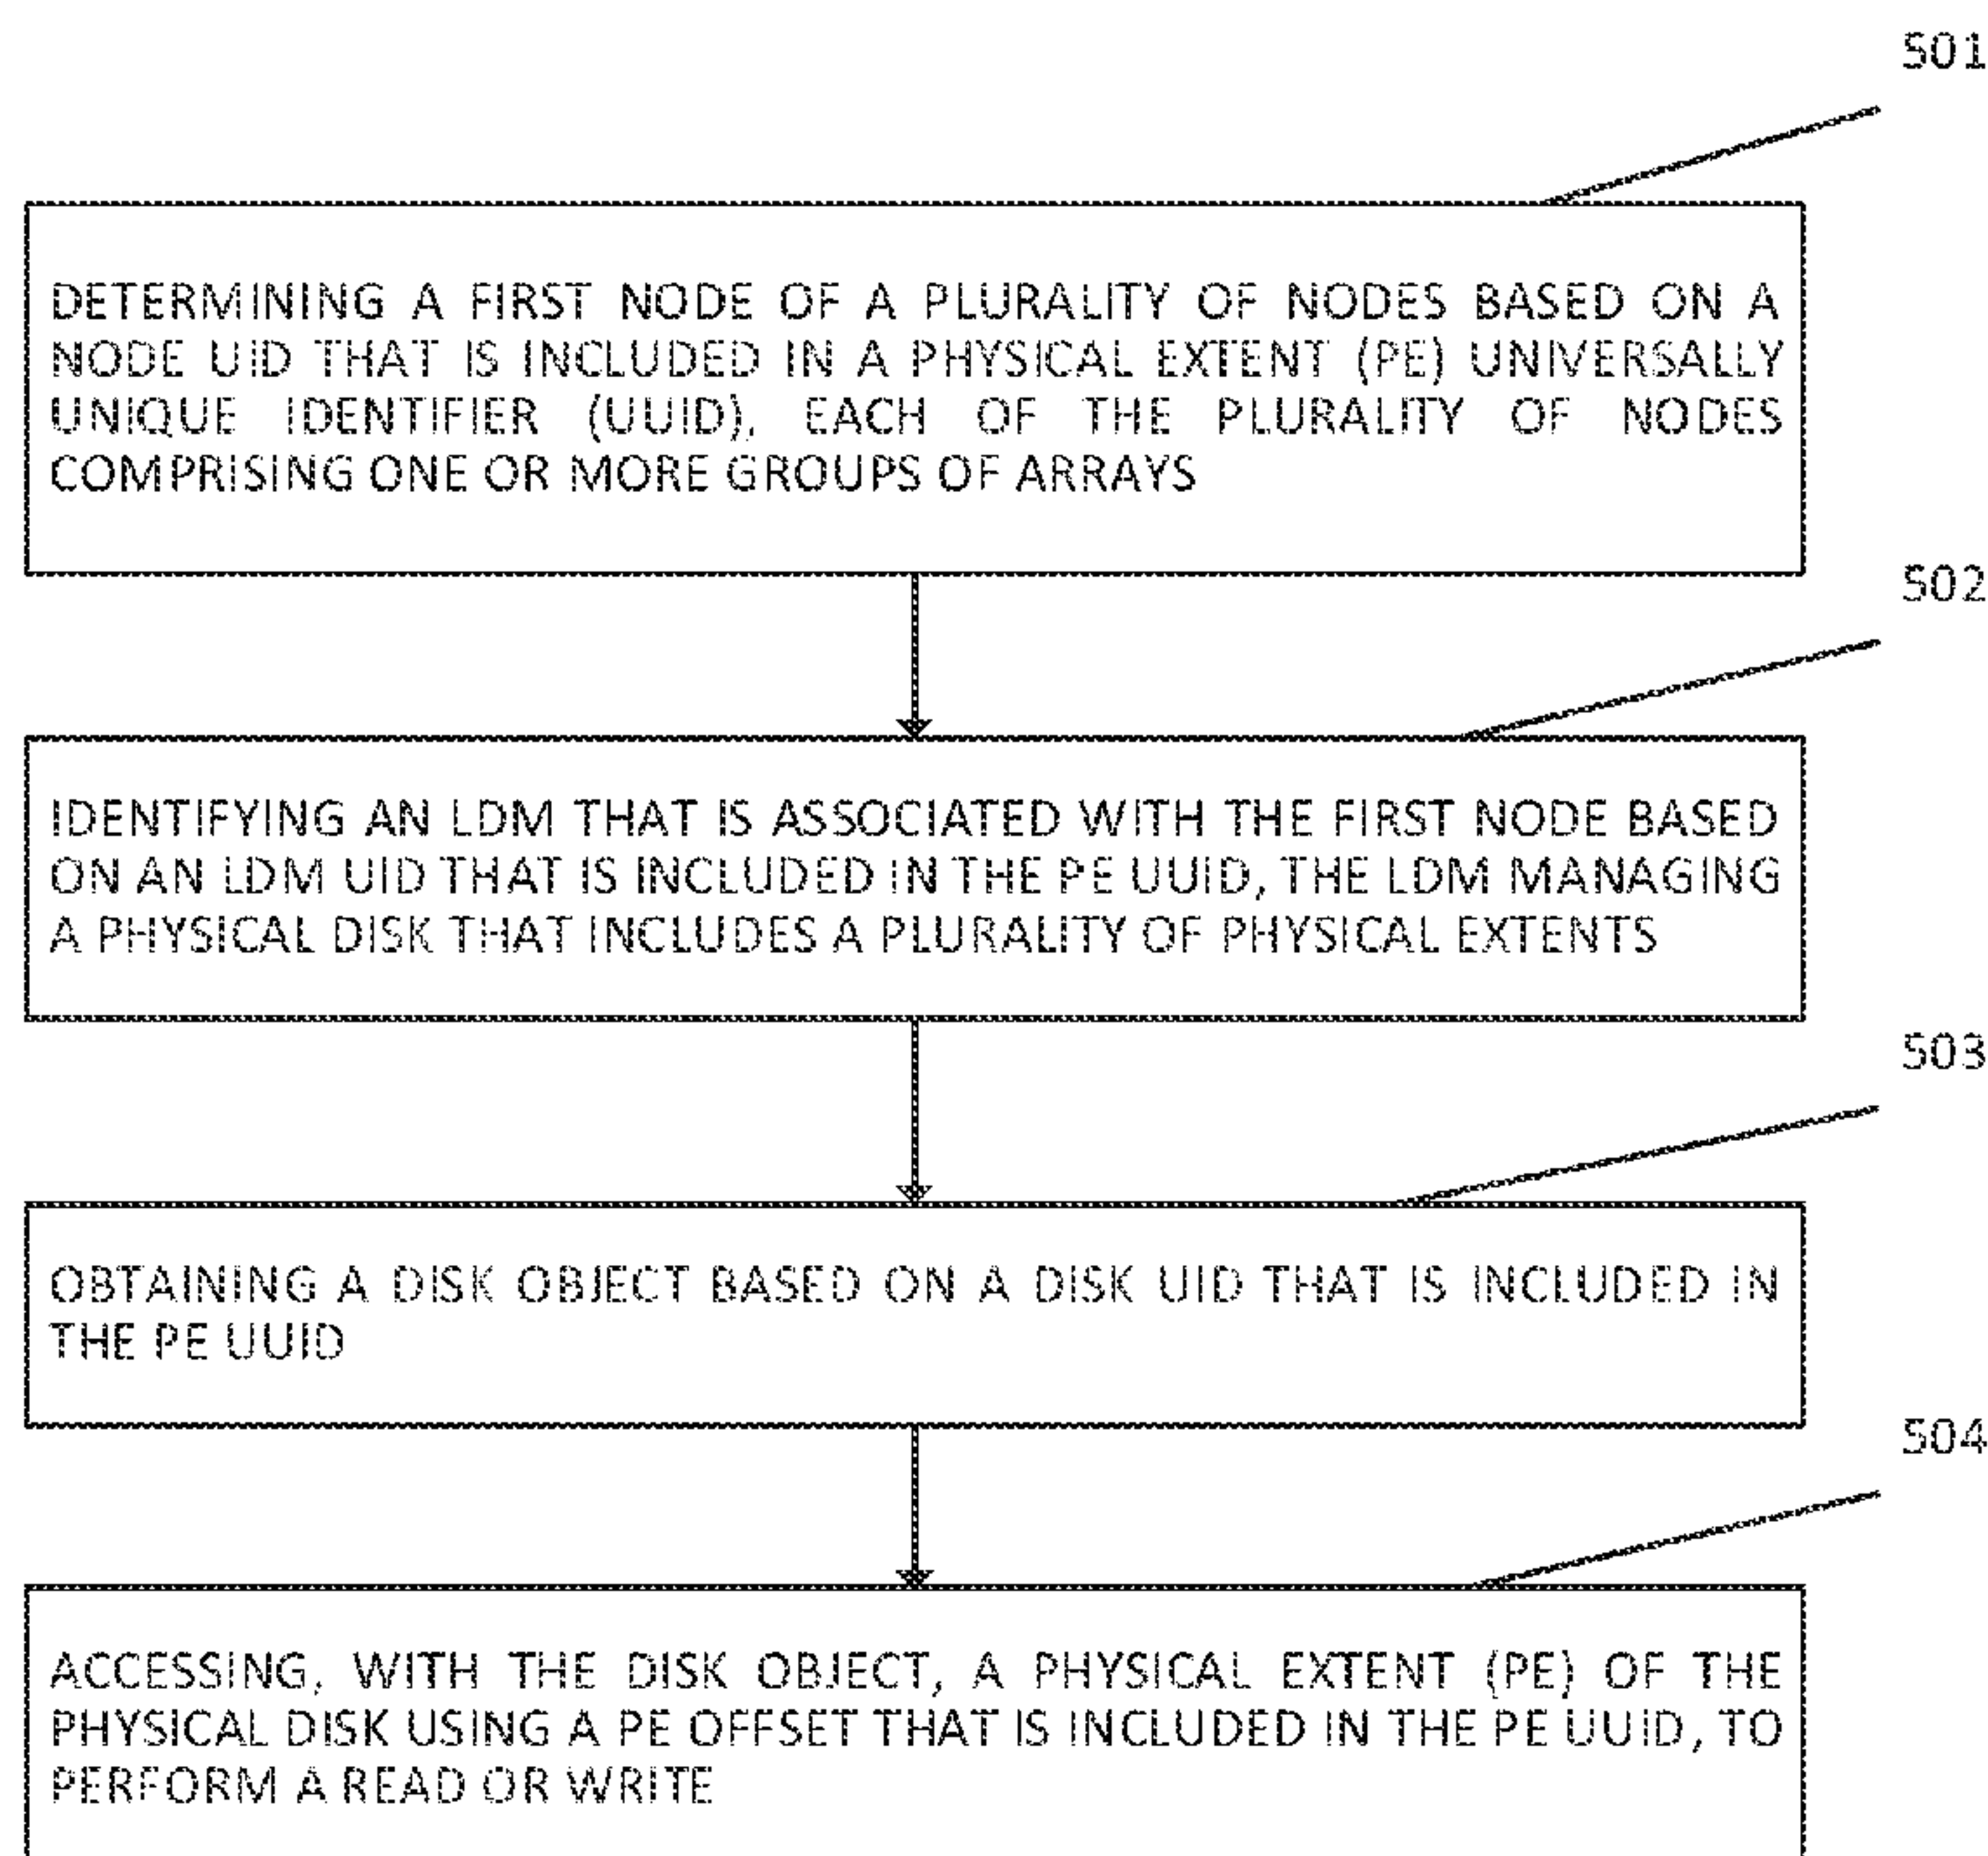 501
DETERMINING A FIRST NODE OF A PLURALITY OF NODES BASED ON A
NODE UID THAT IS INCLUDED IN A PHYSICAL EXTENT (PE) UNIVERSALLY
UNIQUE IDENTIFIER (UUID), EACH OF THE PLURALITY OF NODES
COMPRISING ONE OR MORE GROUPS OF ARRAYS
502
IDENTIFYING AN LDM THAT IS ASSOCIATED WITH THE FIRST NODE BASED
ON AN LDM UID THAT IS INCLUDED IN THE PE UUID, THE LDM MANAGING
A PHYSICAL DISK THAT INCLUDES A PLURALITY OF PHYSICAL EXTENTS
503
OBTAINING A DISK OBJECT BASED ON A DISK UID THAT IS INCLUDED IN
THE PE UUID
504
ACCESSING, WITH THE DISK OBJECT, A PHYSICAL EXTENT (PE) OF THE
PHYSICAL DISK USING A PE OFFSET THAT IS INCLUDED IN THE PE UUID, TO
PERFORM A READ OR WRITE